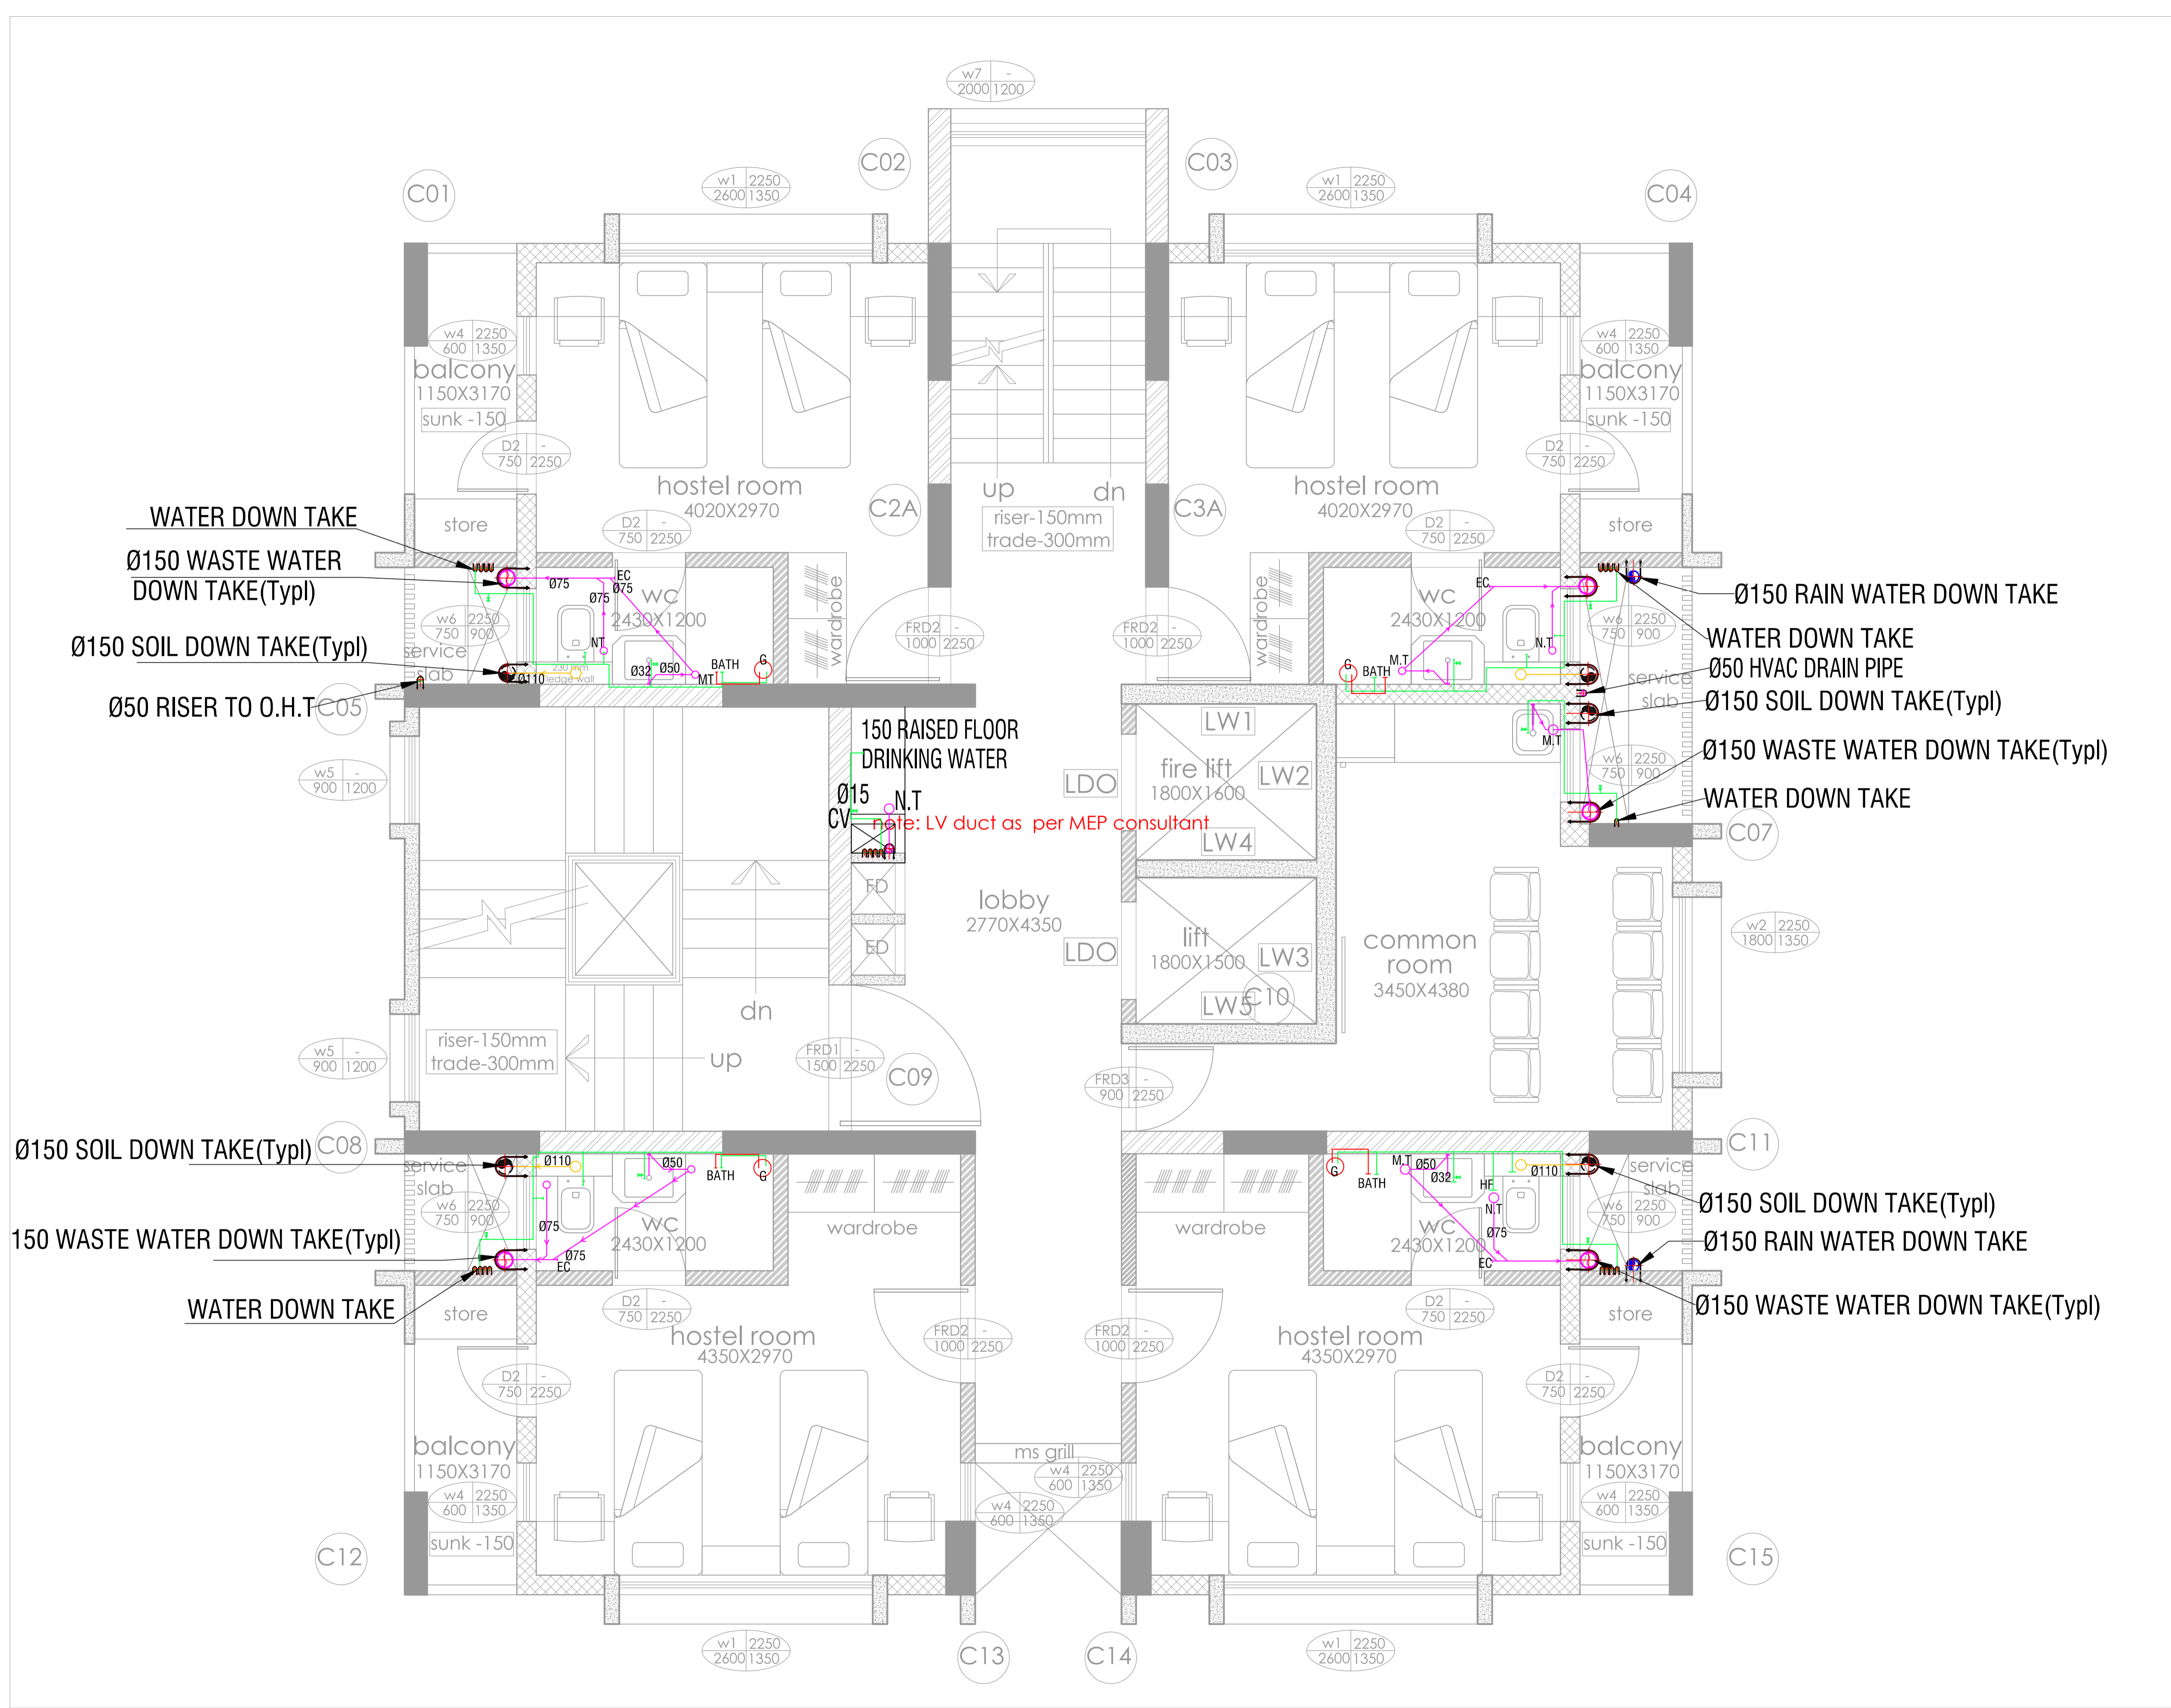 w7 -
2000 1200
C02
C03
C01
w1 2250
2600 1350
w1 2250
2600 1350
C04
w4 2250
600 1350
balcony
1150X3170
sunk -150
w4 2250
600 1350
balcony
1150X3170
sunk -150
D2 -
750 2250
D2 -
750 2250
hostel room
4020X2970
C2A
up
dn
riser-150mm
trade-300mm
C3A
hostel room
4020X2970
WATER DOWN TAKE
store
D2 -
750 2250
D2 -
750 2250
store
Ø150 WASTE WATER
DOWN TAKE(Typl)
Ø75
EC
Ø75
Ø75
WC
2430X1200
wardrobe
wardrobe
EC
WC
2430X1200
Ø150 RAIN WATER DOWN TAKE
w6 2250
750 900
service
slab
FRD2 -
1000 2250
FRD2 -
1000 2250
w6 2250
750 900
WATER DOWN TAKE
Ø150 SOIL DOWN TAKE(Typl)
NT
230 mm
ledge wall
Ø110
Ø32
Ø50
MT
BATH
G
G
BATH
M.T
N.T
Ø50 HVAC DRAIN PIPE
service
slab
Ø150 SOIL DOWN TAKE(Typl)
Ø50 RISER TO O.H.T
C05
150 RAISED FLOOR
DRINKING WATER
LW1
M.T
Ø150 WASTE WATER DOWN TAKE(Typl)
w5 -
900 1200
LDO
fire lift
1800X1600
LW2
w6 2250
750 900
WATER DOWN TAKE
Ø15
N.T
CV
note: LV duct as per MEP consultant
LW4
C07
FD
lobby
2770X4350
ED
LDO
lift
1800X1500
LW3
common
room
3450X4380
w2 2250
1800 1350
C10
LW5
dn
riser-150mm
trade-300mm
w5 -
900 1200
up
FRD1 -
1500 2250
C09
FRD3 -
900 2250
Ø150 SOIL DOWN TAKE(Typl)
C08
C11
service
slab
Ø110
Ø50
BATH
G
G
BATH
M.T
Ø50
Ø32
HF
N.T
Ø110
service
slab
w6 2250
750 900
w6 2250
750 900
Ø150 SOIL DOWN TAKE(Typl)
150 WASTE WATER DOWN TAKE(Typl)
Ø75
Ø75
EC
WC
2430X1200
wardrobe
wardrobe
WC
2430X1200
Ø75
EC
Ø150 RAIN WATER DOWN TAKE
WATER DOWN TAKE
store
D2 -
750 2250
D2 -
750 2250
store
Ø150 WASTE WATER DOWN TAKE(Typl)
hostel room
4350X2970
FRD2 -
1000 2250
FRD2 -
1000 2250
hostel room
4350X2970
D2 -
750 2250
D2 -
750 2250
balcony
1150X3170
w4 2250
600 1350
sunk -150
ms grill
w4 2250
600 1350
w4 2250
600 1350
balcony
1150X3170
w4 2250
600 1350
sunk -150
C12
C15
w1 2250
2600 1350
C13
C14
w1 2250
2600 1350